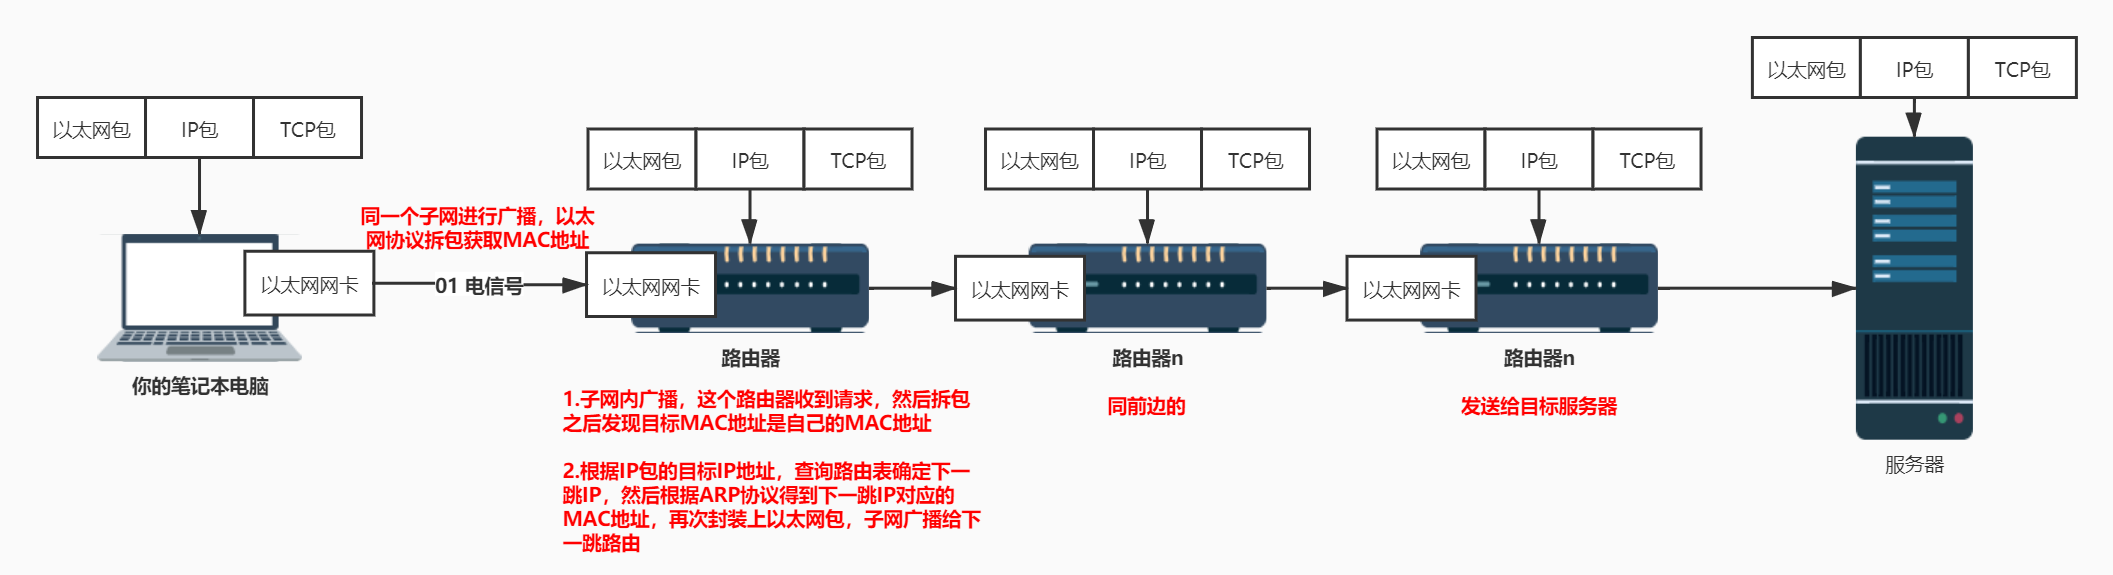 以太网包 IP包 TCP包
以太网包 IP包 TCP包
以太网包 IP包 TCP包
以太网包 IP包 TCP包
以太网包 IP包 TCP包
同一个子网进行广播，以太
网协议拆包获取MAC地址
以太网网卡
01 电信号
以太网网卡
以太网网卡
以太网网卡
你的笔记本电脑
路由器
路由器n
路由器n
服务器
1.子网内广播，这个路由器收到请求，然后拆包
之后发现目标MAC地址是自己的MAC地址
2.根据IP包的目标IP地址，查询路由表确定下一
跳IP，然后根据ARP协议得到下一跳IP对应的
MAC地址，再次封装上以太网包，子网广播给下
一跳路由
同前边的
发送给目标服务器